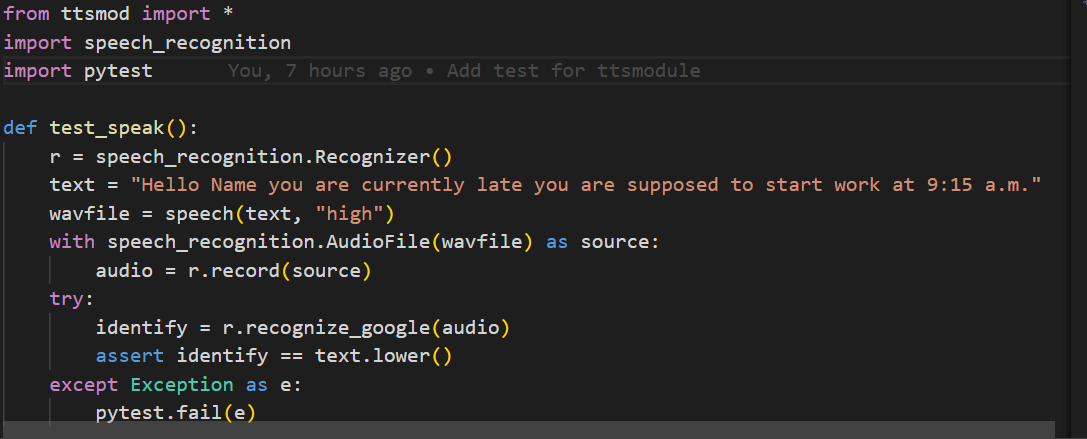 from ttsmod import *
import speech_recognition
import pytest You, 7 hours ago • Add test for ttsmodule
def test_speak():
r = speech_recognition.Recognizer()
text = "Hello Name you are currently late you are supposed to start work at 9:15 a.m."
wavfile = speech(text, "high")
with speech_recognition.AudioFile(wavfile) as source:
audio = r.record(source)
try:
identify = r.recognize_google(audio)
assert identify == text.lower()
except Exception as e:
pytest.fail(e)